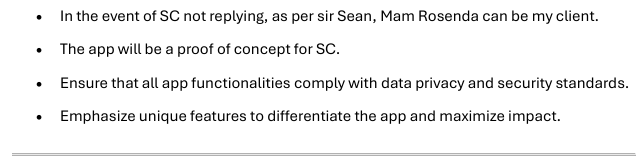 • In the event of SC not replying, as per sir Sean, Mam Rosenda can be my client.
• The app will be a proof of concept for SC.
• Ensure that all app functionalities comply with data privacy and security standards.
• Emphasize unique features to differentiate the app and maximize impact.